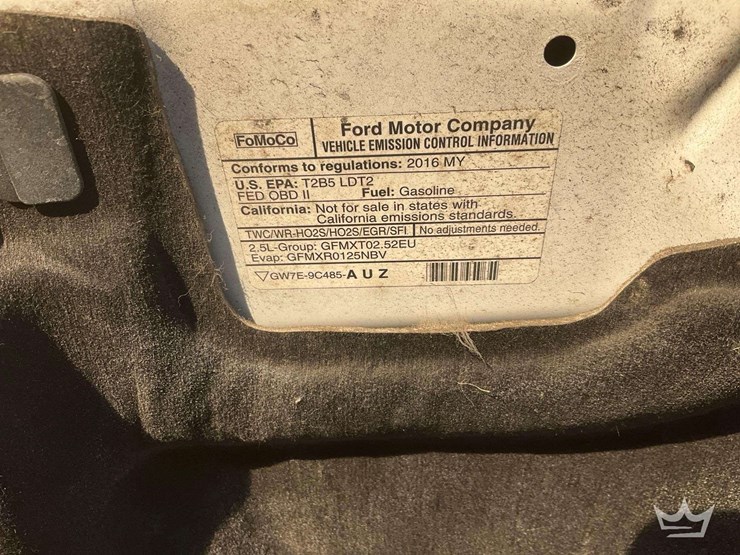 FoMoCo
Ford Motor Company
VEHICLE EMISSION CONTROL INFORMATION
Conforms to regulations: 2016 MY
U.S. EPA: T2B5 LDT2
FED OBD II Fuel: Gasoline
California: Not for sale in states with
California emissions standards.
TWC/WR-HO2S/HO2S/EGR/SFI No adjustments needed.
2.5L-Group: GFMXT02.52EU
Evap: GFMXR0125NBV
GW7E-9C485-A U Z